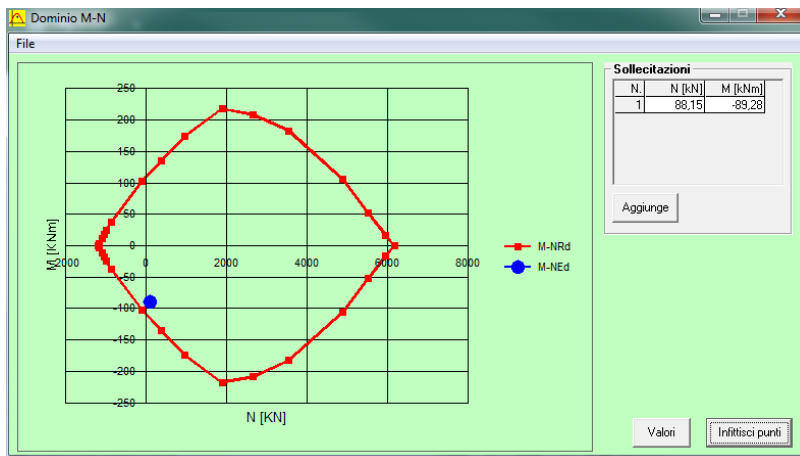 Dominio M-N
File
250
200
150
100
50
0
-50
-100
-150
-200
-250
-2000
0
2000
4000
6000
8000
M [KNm]
N [KN]
M-NRd
M-NEd
Sollecitazioni
N. N [kN] M [kNm]
1 88,15 -89,28
Aggiunge
Valori
Infittisci punti